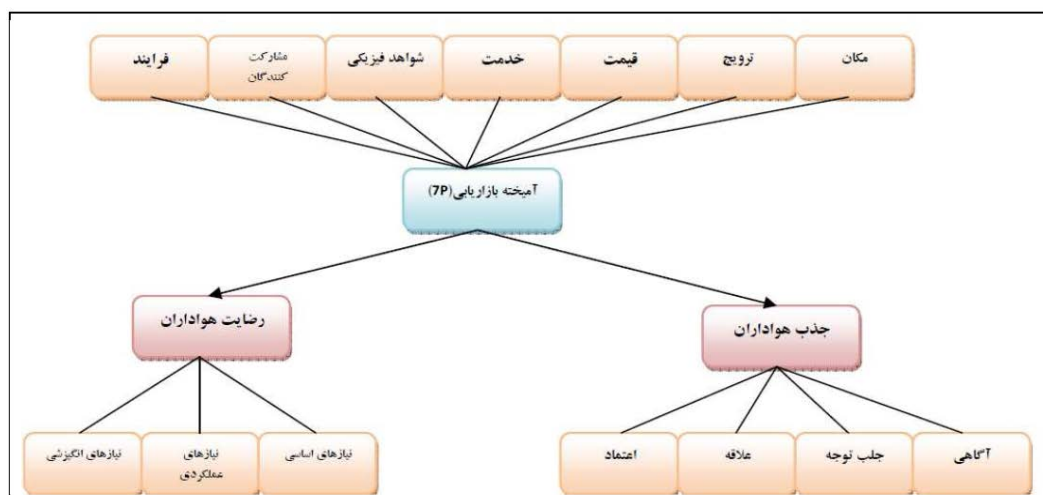 مکان
ترویج
قیمت
خدمت
شواهد فیزیکی
مشارکت
کنندگان
فرایند
آمیخته بازاریابی(7P)
جذب هواداران
رضایت هواداران
آگاهی
جلب توجه
علاقه
اعتماد
نیازهای اساسی
نیازهای
عملکردی
نیازهای انگیزشی